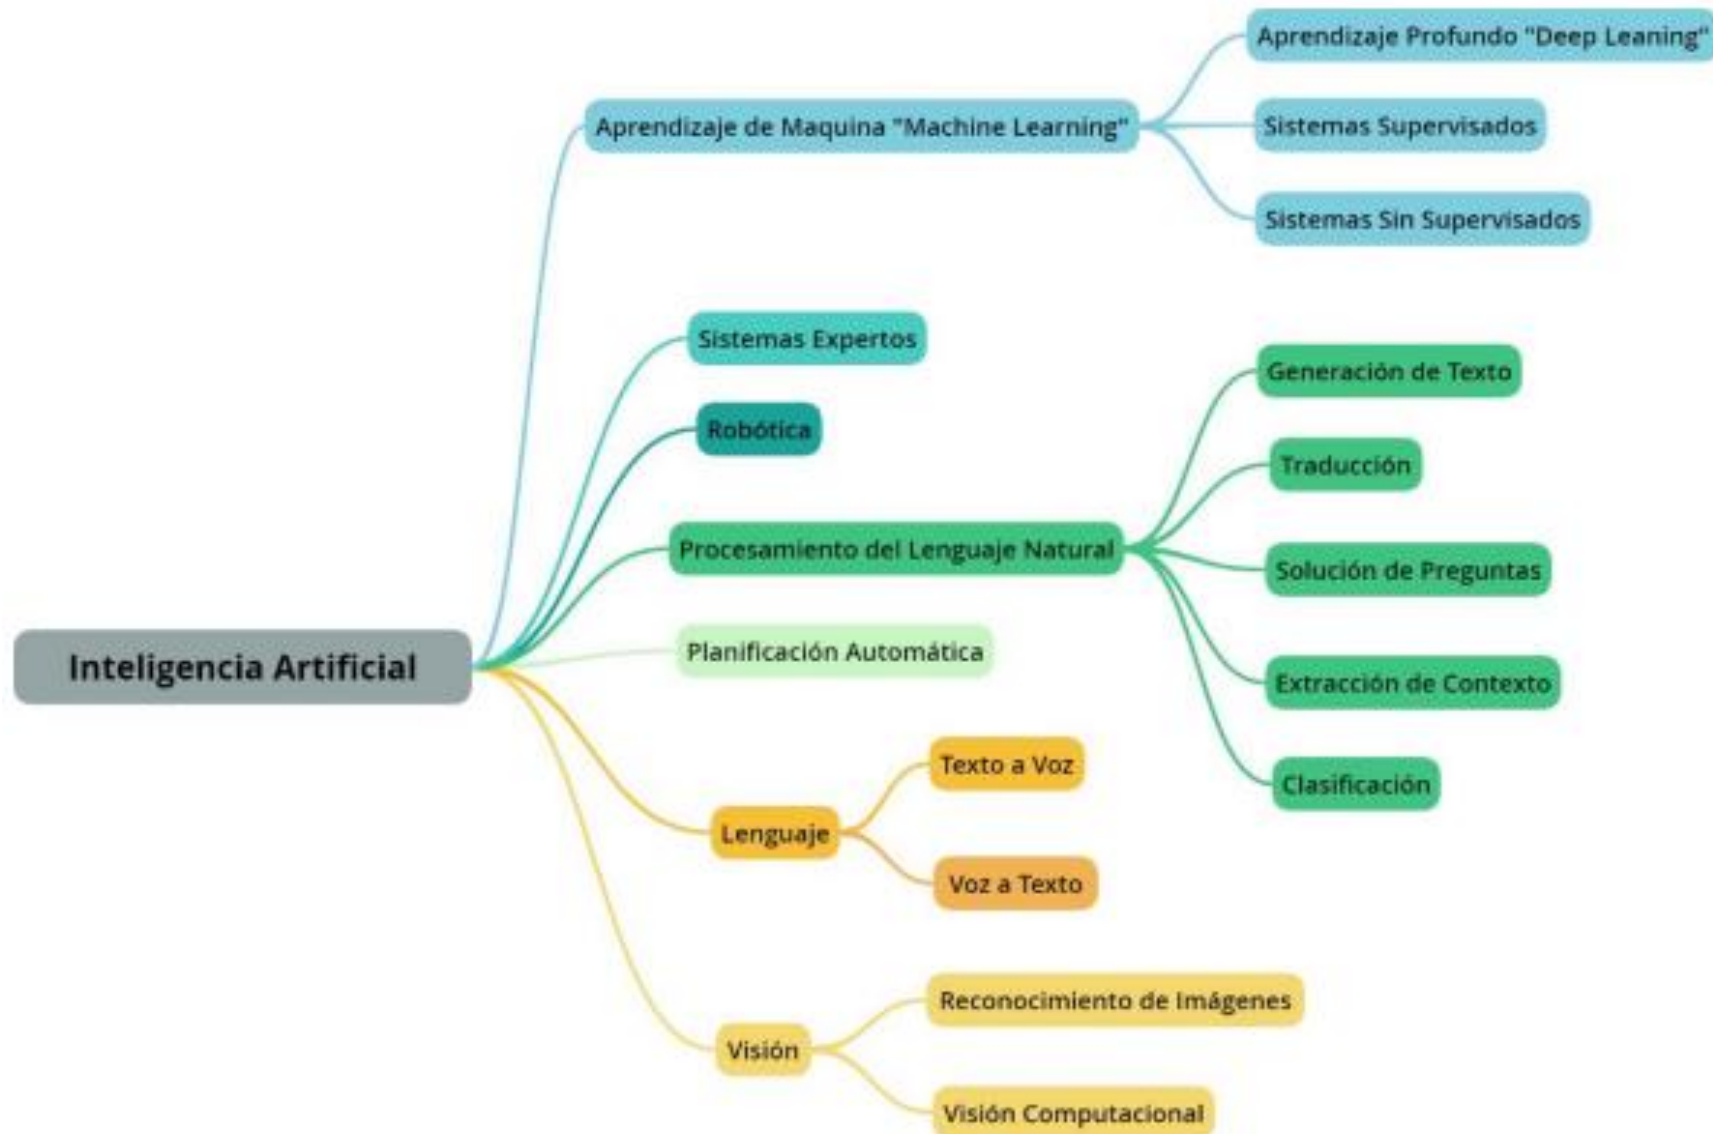 Aprendizaje Profundo "Deep Leaning"
Aprendizaje de Maquina "Machine Learning"
Sistemas Supervisados
Sistemas Sin Supervisados
Sistemas Expertos
Robótica
Procesamiento del Lenguaje Natural
Generación de Texto
Traducción
Solución de Preguntas
Extracción de Contexto
Clasificación
Inteligencia Artificial
Planificación Automática
Lenguaje
Texto a Voz
Voz a Texto
Visión
Reconocimiento de Imágenes
Visión Computacional